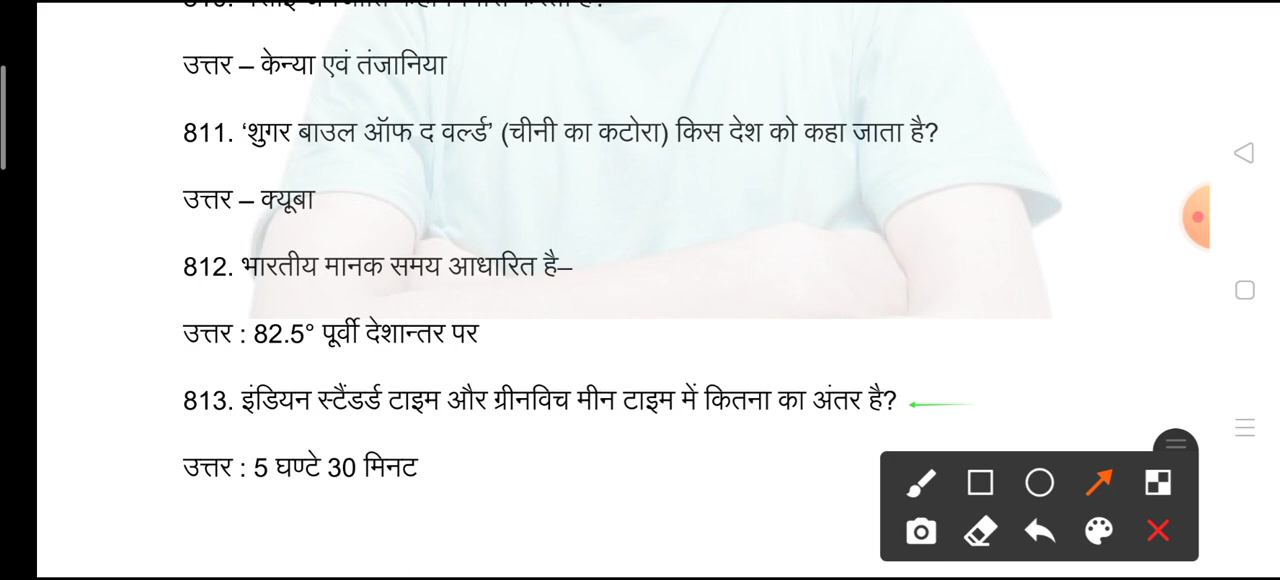 उत्तर – केन्या एवं तंजानिया
811. ‘शुगर बाउल ऑफ द वर्ल्ड’ (चीनी का कटोरा) किस देश को कहा जाता है?
उत्तर – क्यूबा
812. भारतीय मानक समय आधारित है–
उत्तर : 82.5° पूर्वी देशान्तर पर
813. इंडियन स्टैंडर्ड टाइम और ग्रीनविच मीन टाइम में कितना का अंतर है?
उत्तर : 5 घण्टे 30 मिनट